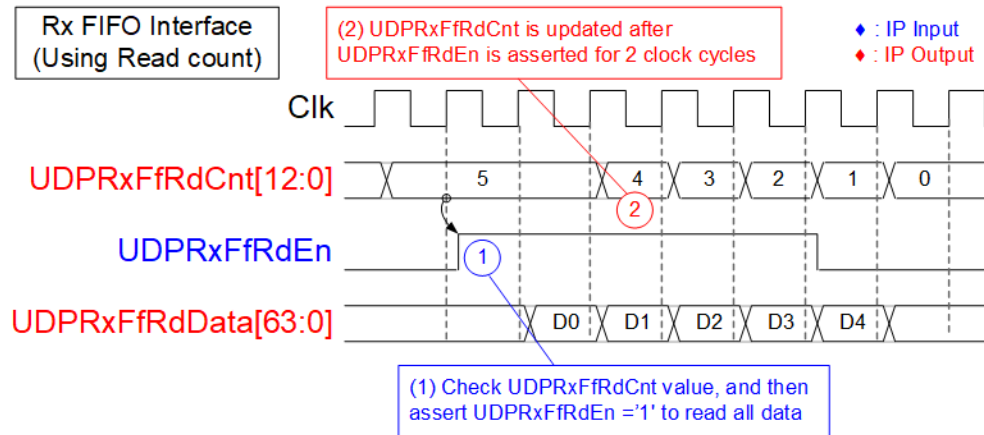 Rx FIFO Interface
(Using Read count)
(2) UDPRxFfRdCnt is updated after
UDPRxFfRdEn is asserted for 2 clock cycles
♦ : IP Input
♦ : IP Output
Clk
UDPRxFfRdCnt[12:0]
5
4
3
2
1
0
2
UDPRxFfRdEn
1
UDPRxFfRdData[63:0]
D0
D1
D2
D3
D4
(1) Check UDPRxFfRdCnt value, and then
assert UDPRxFfRdEn ='1' to read all data